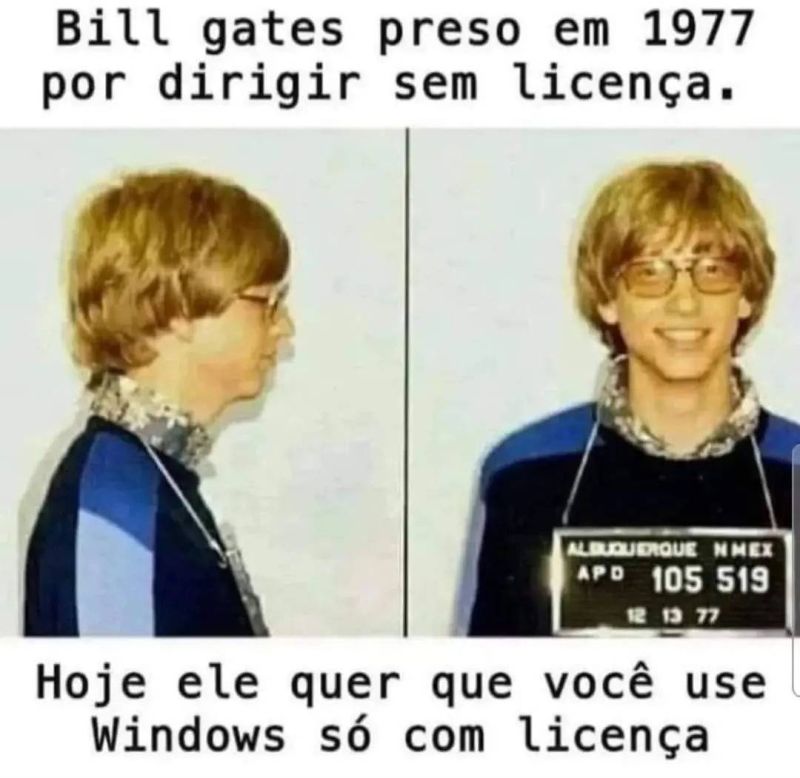 Bill gates preso em 1977
por dirigir sem licença.
ALBUQUERQUE NMEX
APD 105 519
12 13 77
Hoje ele quer que você use
Windows só com licença